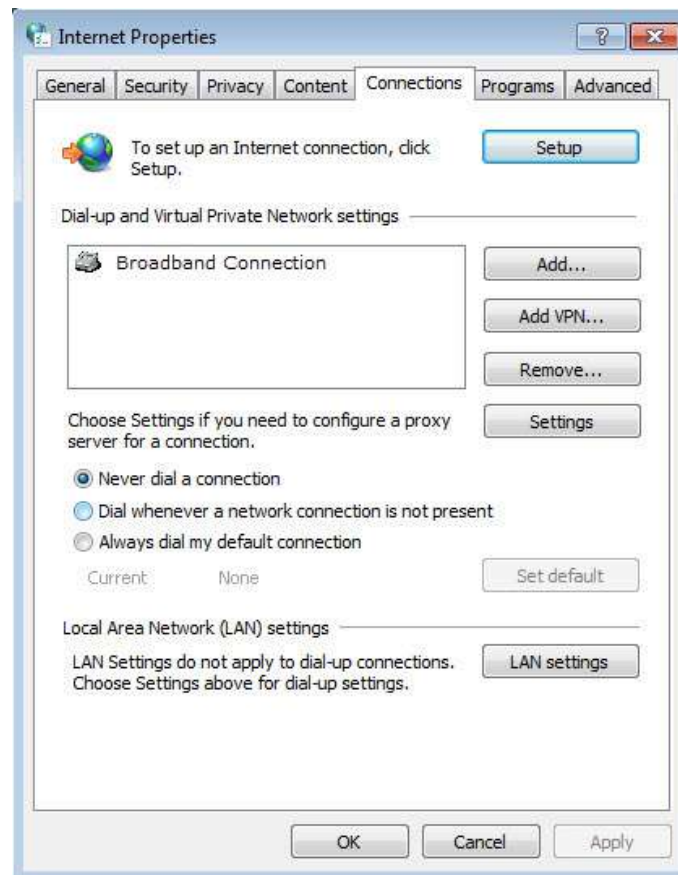 Internet Properties
General Security Privacy Content Connections Programs Advanced
To set up an Internet connection, click
Setup.
Setup
Dial-up and Virtual Private Network settings
Broadband Connection
Add...
Add VPN...
Remove...
Choose Settings if you need to configure a proxy
server for a connection.
Settings
Never dial a connection
Dial whenever a network connection is not present
Always dial my default connection
Current None
Set default
Local Area Network (LAN) settings
LAN Settings do not apply to dial-up connections.
Choose Settings above for dial-up settings.
LAN settings
OK Cancel Apply